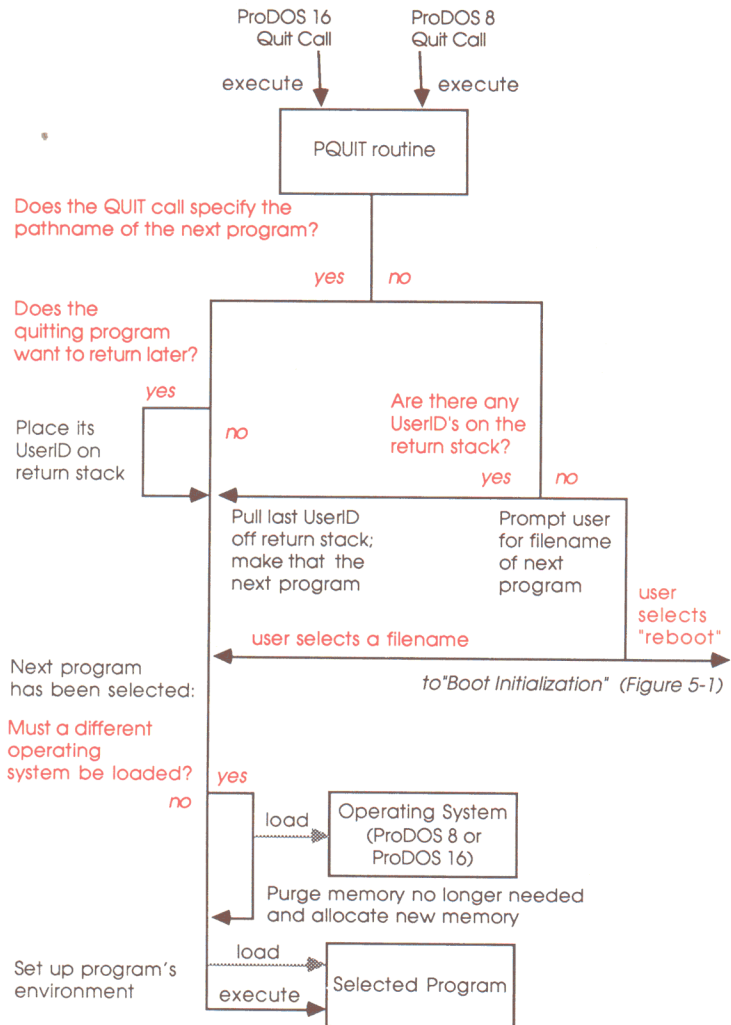 ProDOS 16
Quit Call
ProDOS 8
Quit Call
execute
execute
PQUIT routine
Does the QUIT call specify the
pathname of the next program?
yes
no
Does the
quitting program
want to return later?
yes
no
Place its
UserID on
return stack
Are there any
UserID's on the
return stack?
yes
no
Pull last UserID
off return stack;
make that the
next program
Prompt user
for filename
of next
program
user
selects
"reboot"
user selects a filename
to"Boot Initialization" (Figure 5-1)
Next program
has been selected:
Must a different
operating
system be loaded?
yes
no
load
Operating System
(ProDOS 8 or
ProDOS 16)
Purge memory no longer needed
and allocate new memory
Set up program's
environment
load
execute
Selected Program